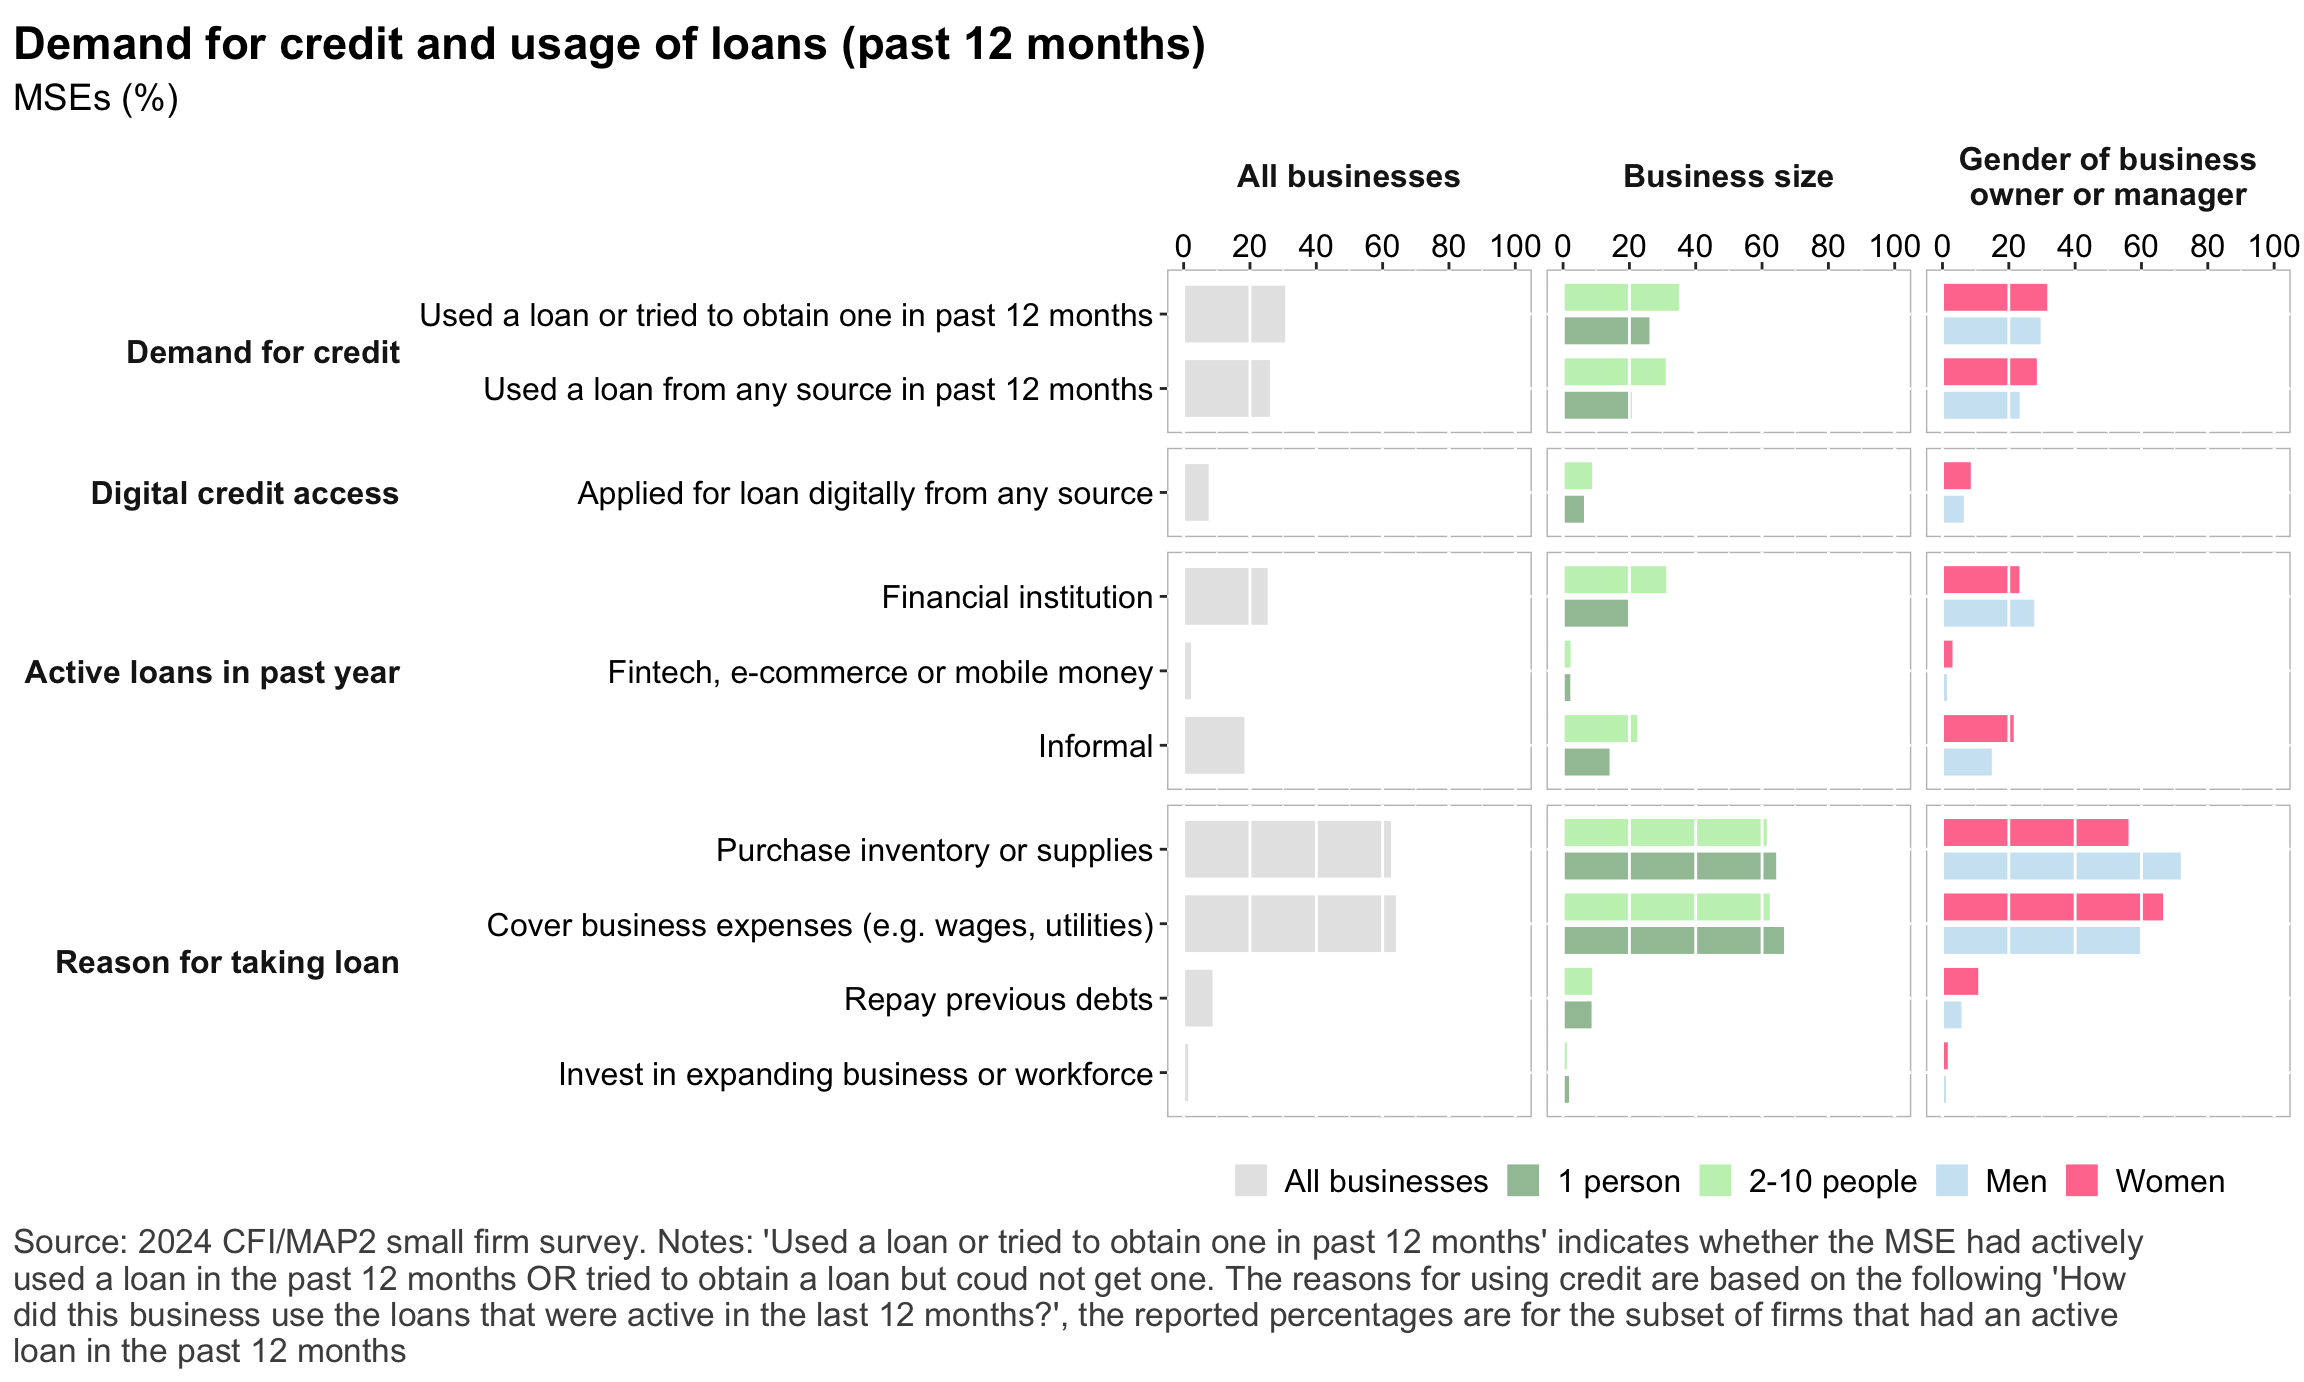 Demand for credit and usage of loans (past 12 months)
MSEs (%)
All businesses
Business size
Gender of business
owner or manager
0 20 40 60 80 100 0 20 40 60 80 100 0 20 40 60 80 100
Demand for credit
Used a loan or tried to obtain one in past 12 months
Used a loan from any source in past 12 months
Digital credit access
Applied for loan digitally from any source
Active loans in past year
Financial institution
Fintech, e-commerce or mobile money
Informal
Reason for taking loan
Purchase inventory or supplies
Cover business expenses (e.g. wages, utilities)
Repay previous debts
Invest in expanding business or workforce
All businesses 1 person 2-10 people Men Women
Source: 2024 CFI/MAP2 small firm survey. Notes: 'Used a loan or tried to obtain one in past 12 months' indicates whether the MSE had actively
used a loan in the past 12 months OR tried to obtain a loan but coud not get one. The reasons for using credit are based on the following 'How
did this business use the loans that were active in the last 12 months?', the reported percentages are for the subset of firms that had an active
loan in the past 12 months